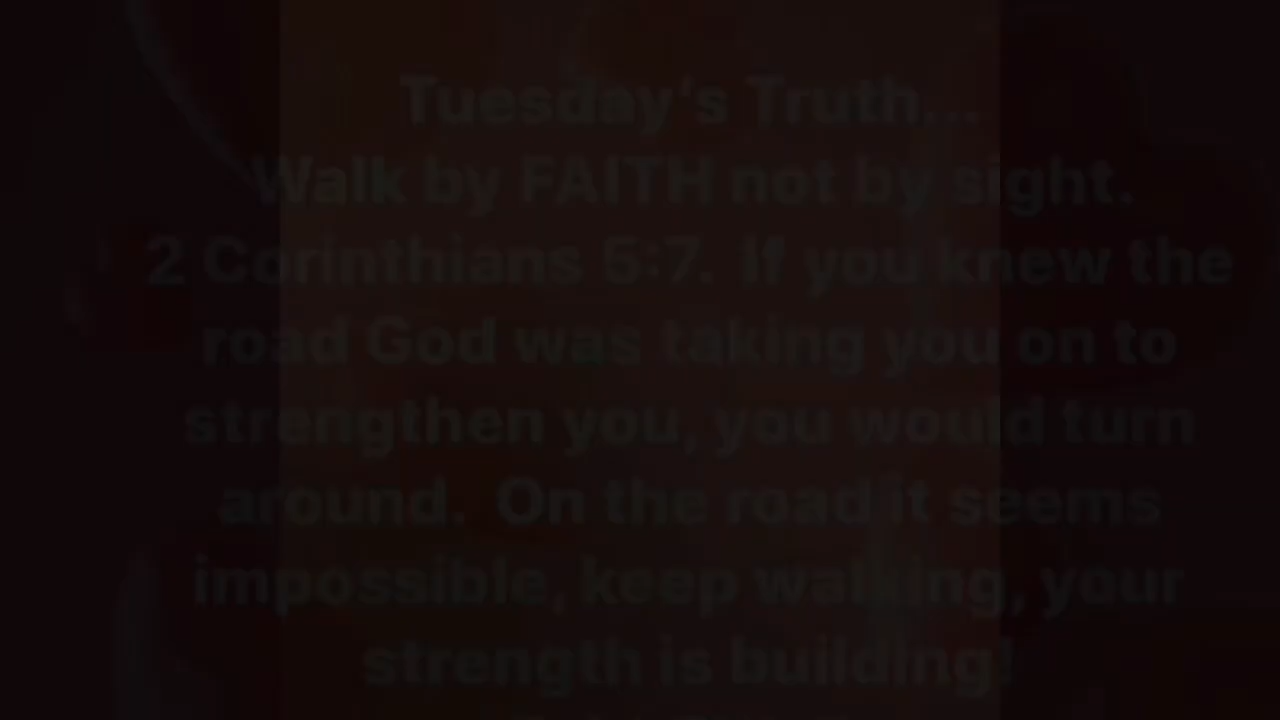 Tuesday's Truth...
Walk by FAITH not by sight.
2 Corinthians 5:7.  If you knew the
road God was taking you on to
strengthen you, you would turn
around.  On the road it seems
impossible, keep walking, your
strength is building!